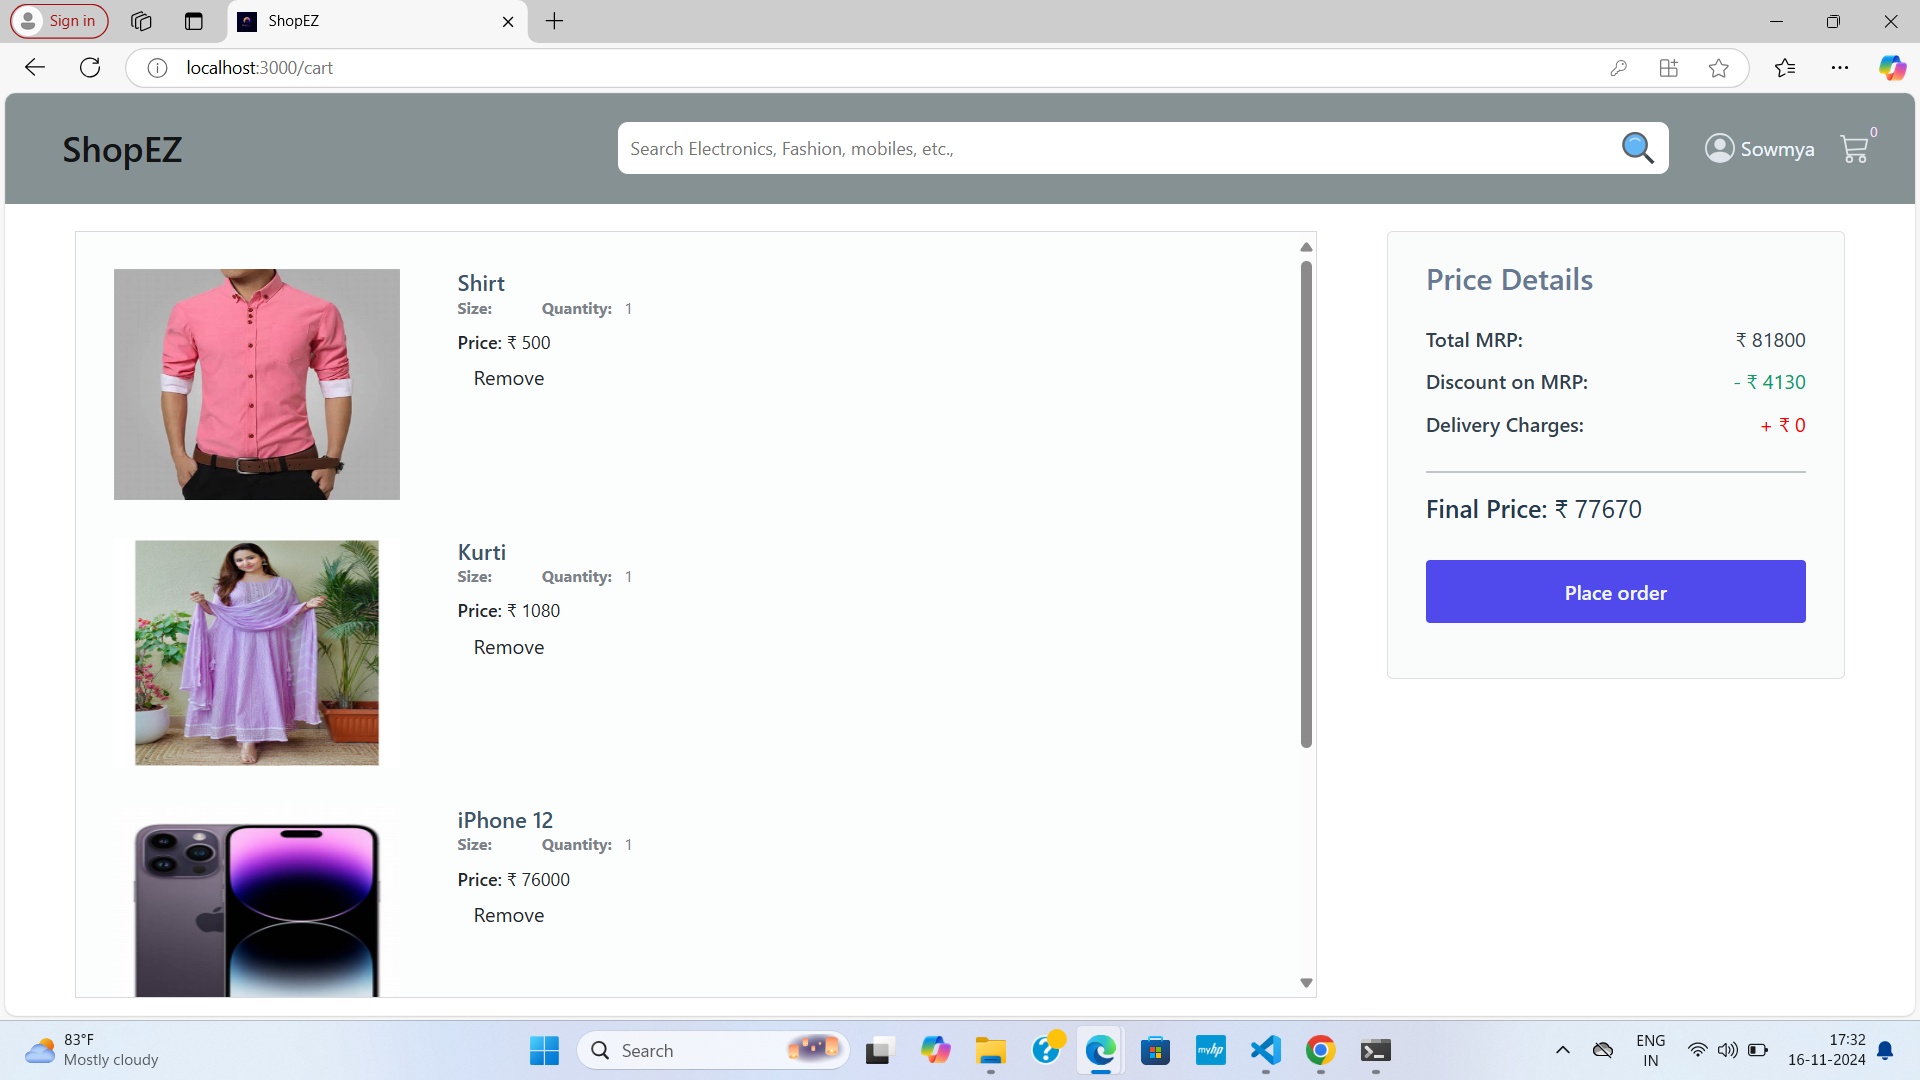 Sign in
ShopEZ
localhost:3000/cart
ShopEZ
Search Electronics, Fashion, mobiles, etc.,
Sowmya
0
Shirt
Size: Quantity: 1
Price: ₹ 500
Remove
Kurti
Size: Quantity: 1
Price: ₹ 1080
Remove
iPhone 12
Size: Quantity: 1
Price: ₹ 76000
Remove
Price Details
Total MRP: ₹ 81800
Discount on MRP: - ₹ 4130
Delivery Charges: + ₹ 0
Final Price: ₹ 77670
Place order
83°F
Mostly cloudy
Search
myhp
ENG
IN
17:32
16-11-2024